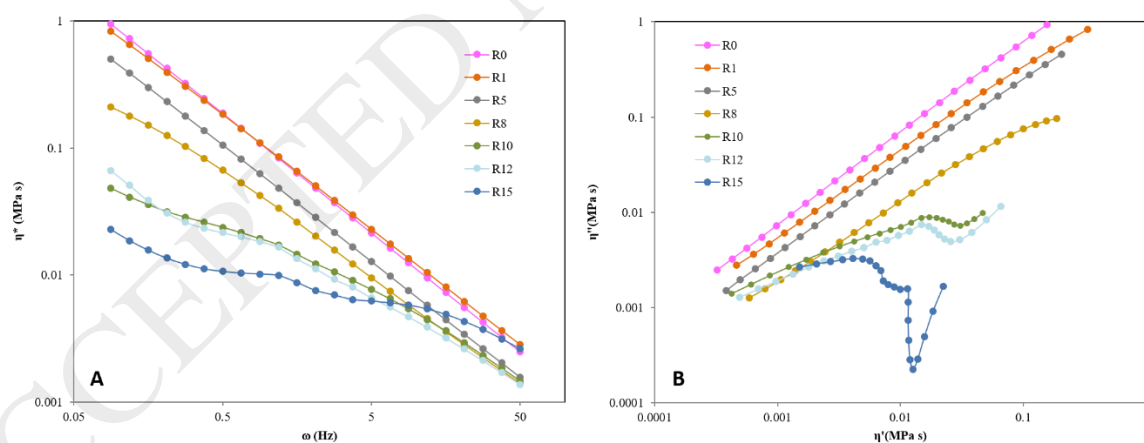 CCEPTED
1
0.1
0.01
0.001
η* (MPa s)
0.05
0.5
5
50
ω (Hz)
A
R0
R1
R5
R8
R10
R12
R15
1
0.1
0.01
0.001
0.0001
η"(MPa s)
0.0001
0.001
0.01
0.1
η'(MPa s)
B
R0
R1
R5
R8
R10
R12
R15